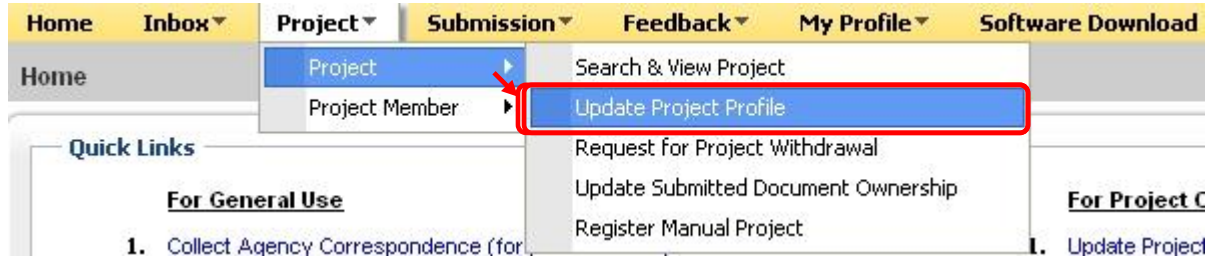 Home Inbox Project Submission Feedback My Profile Software Download
Home
Project
Project Member
Search & View Project
Update Project Profile
Request for Project Withdrawal
Update Submitted Document Ownership
Register Manual Project
Quick Links
For General Use
1. Collect Agency Correspondence (for
For Project
1. Update Project